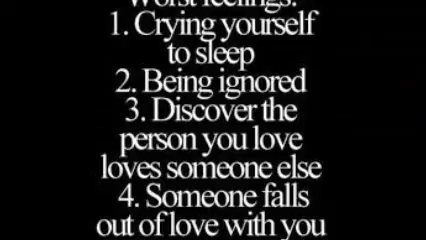 Worst feelings:
1. Crying yourself
to sleep
2. Being ignored
3. Discover the
person you love
loves someone else
4. Someone falls
out of love with you